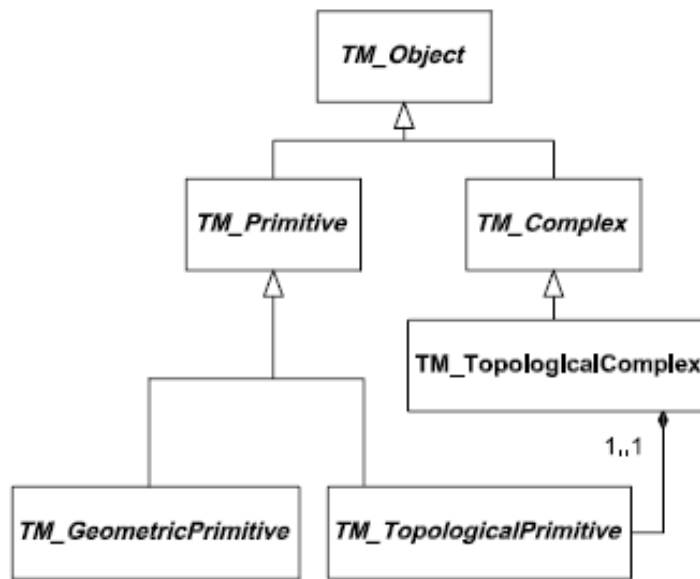 TM_Object
TM_Primitive
TM_Complex
TM_TopologicalComplex
1,,1
TM_GeometricPrimitive
TM_TopologicalPrimitive